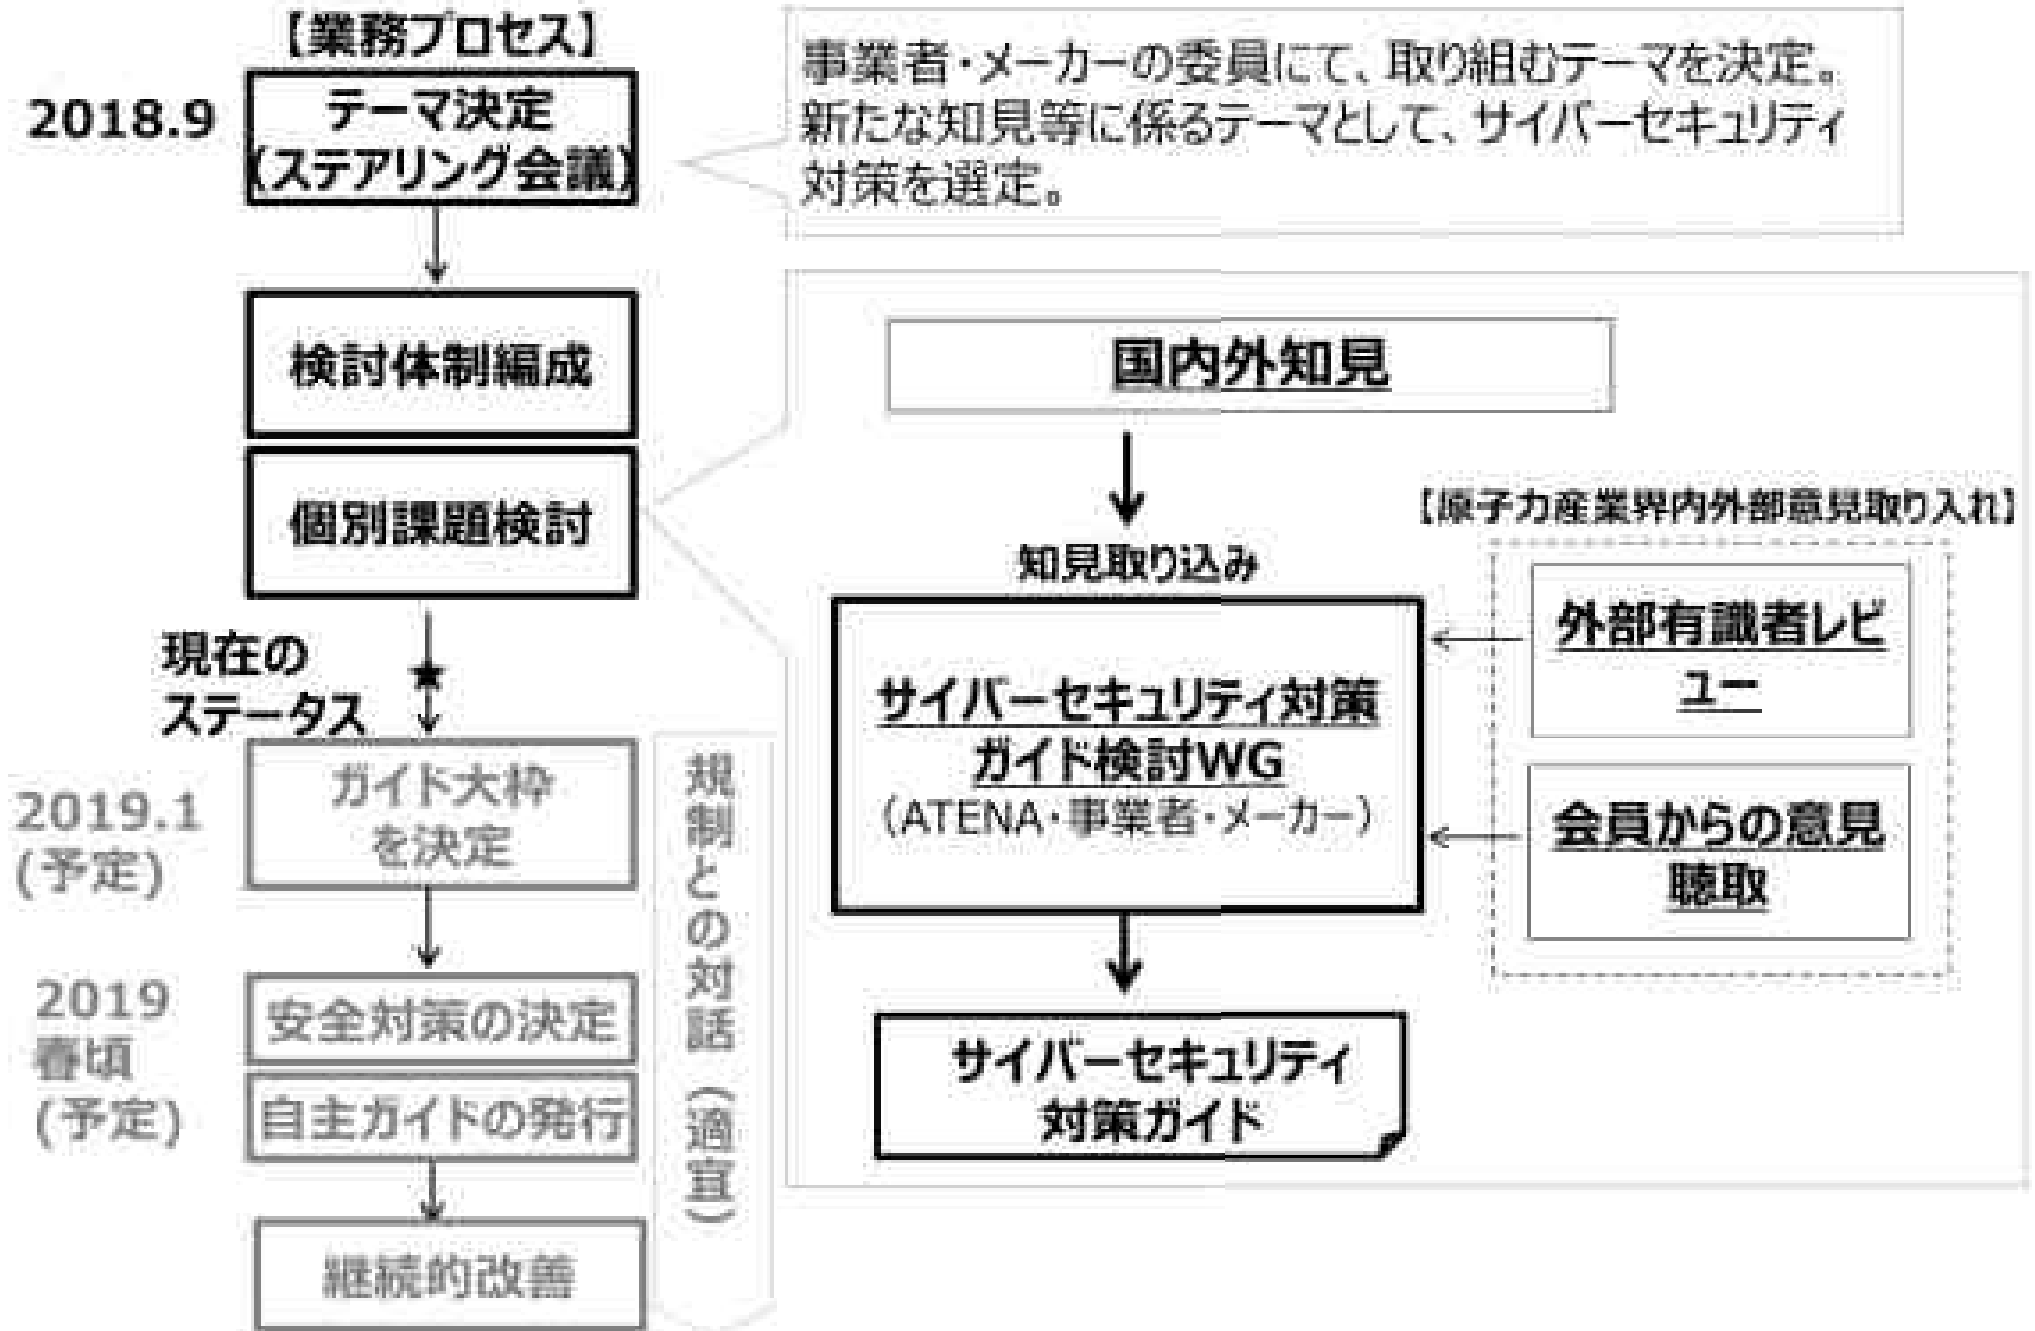 【業務プロセス】
2018.9
テーマ決定
(ステアリング会議)
事業者・メーカーの委員にて、取り組むテーマを決定。
新たな知見等に係るテーマとして、サイバーセキュリティ
対策を選定。
検討体制編成
個別課題検討
現在の
ステータス
★
2019.1
(予定)
ガイド大枠
を決定
2019
春頃
(予定)
安全対策の決定
自主ガイドの発行
継続的改善
規制との対話（適宜）
国内外知見
知見取り込み
サイバーセキュリティ対策
ガイド検討WG
（ATENA・事業者・メーカー）
【原子力産業界内外部意見取り入れ】
外部有識者レビ
ュー
会員からの意見
聴取
サイバーセキュリティ
対策ガイド